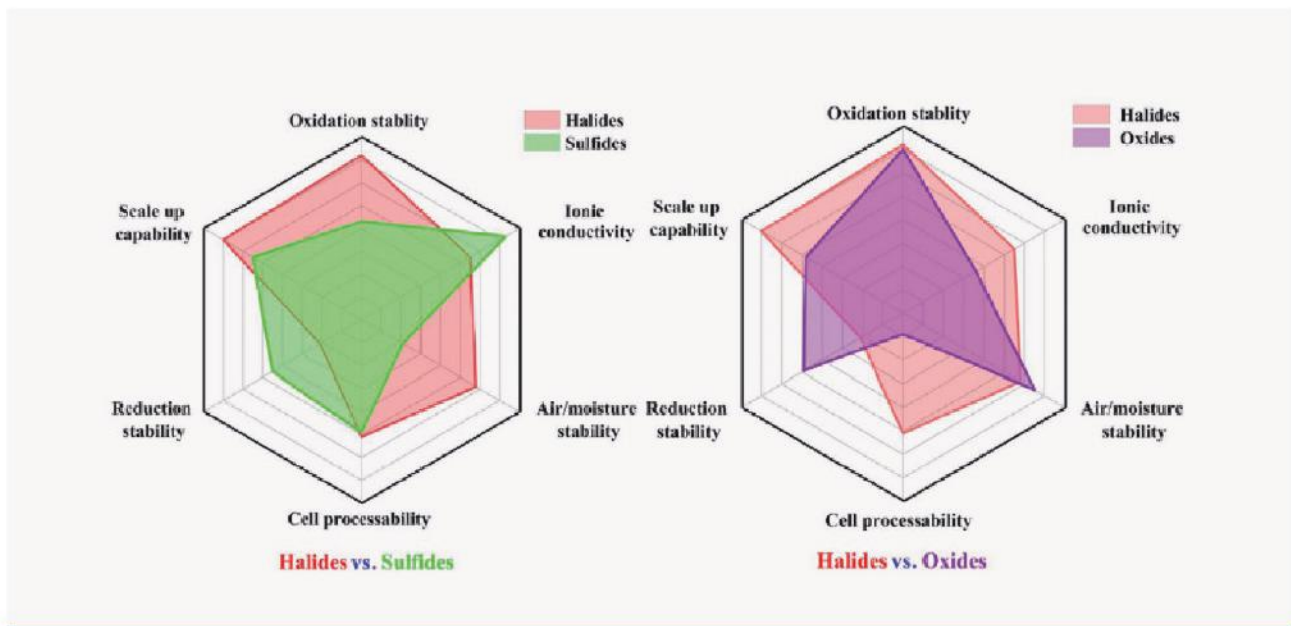 Oxidation stablity
Halides
Sulfides
Scale up
capability
Ionic
conductivity
Reduction
stability
Air/moisture
stability
Cell processability
Halides vs. Sulfides
Oxidation stablity
Halides
Oxides
Scale up
capability
Ionic
conductivity
Reduction
stability
Air/moisture
stability
Cell processability
Halides vs. Oxides